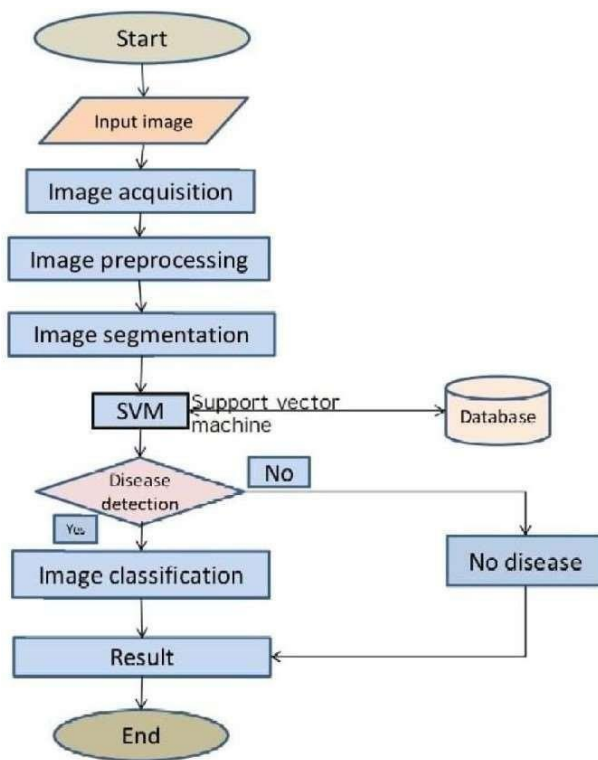 Start
Input image
Image acquisition
Image preprocessing
Image segmentation
SVM
Support vector
machine
Database
Disease
detection
No
Yes
Image classification
No disease
Result
End